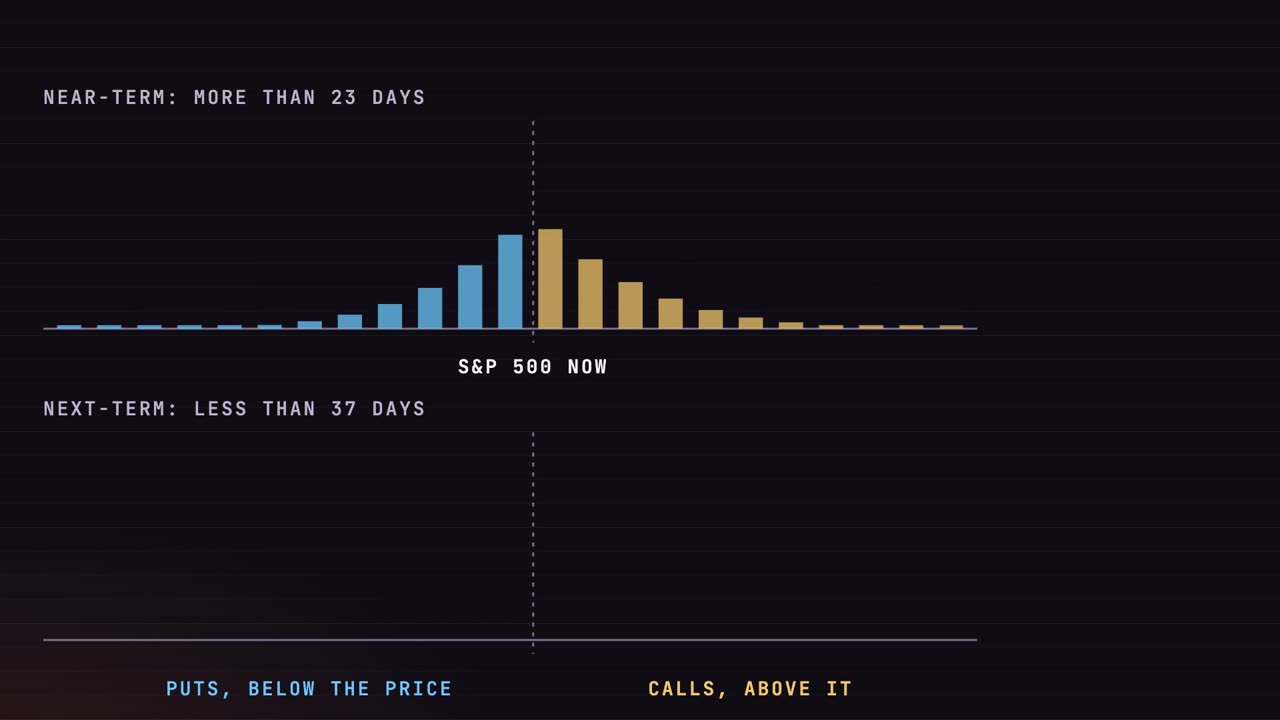 NEAR-TERM: MORE THAN 23 DAYS
S&P 500 NOW
NEXT-TERM: LESS THAN 37 DAYS
PUTS, BELOW THE PRICE
CALLS, ABOVE IT